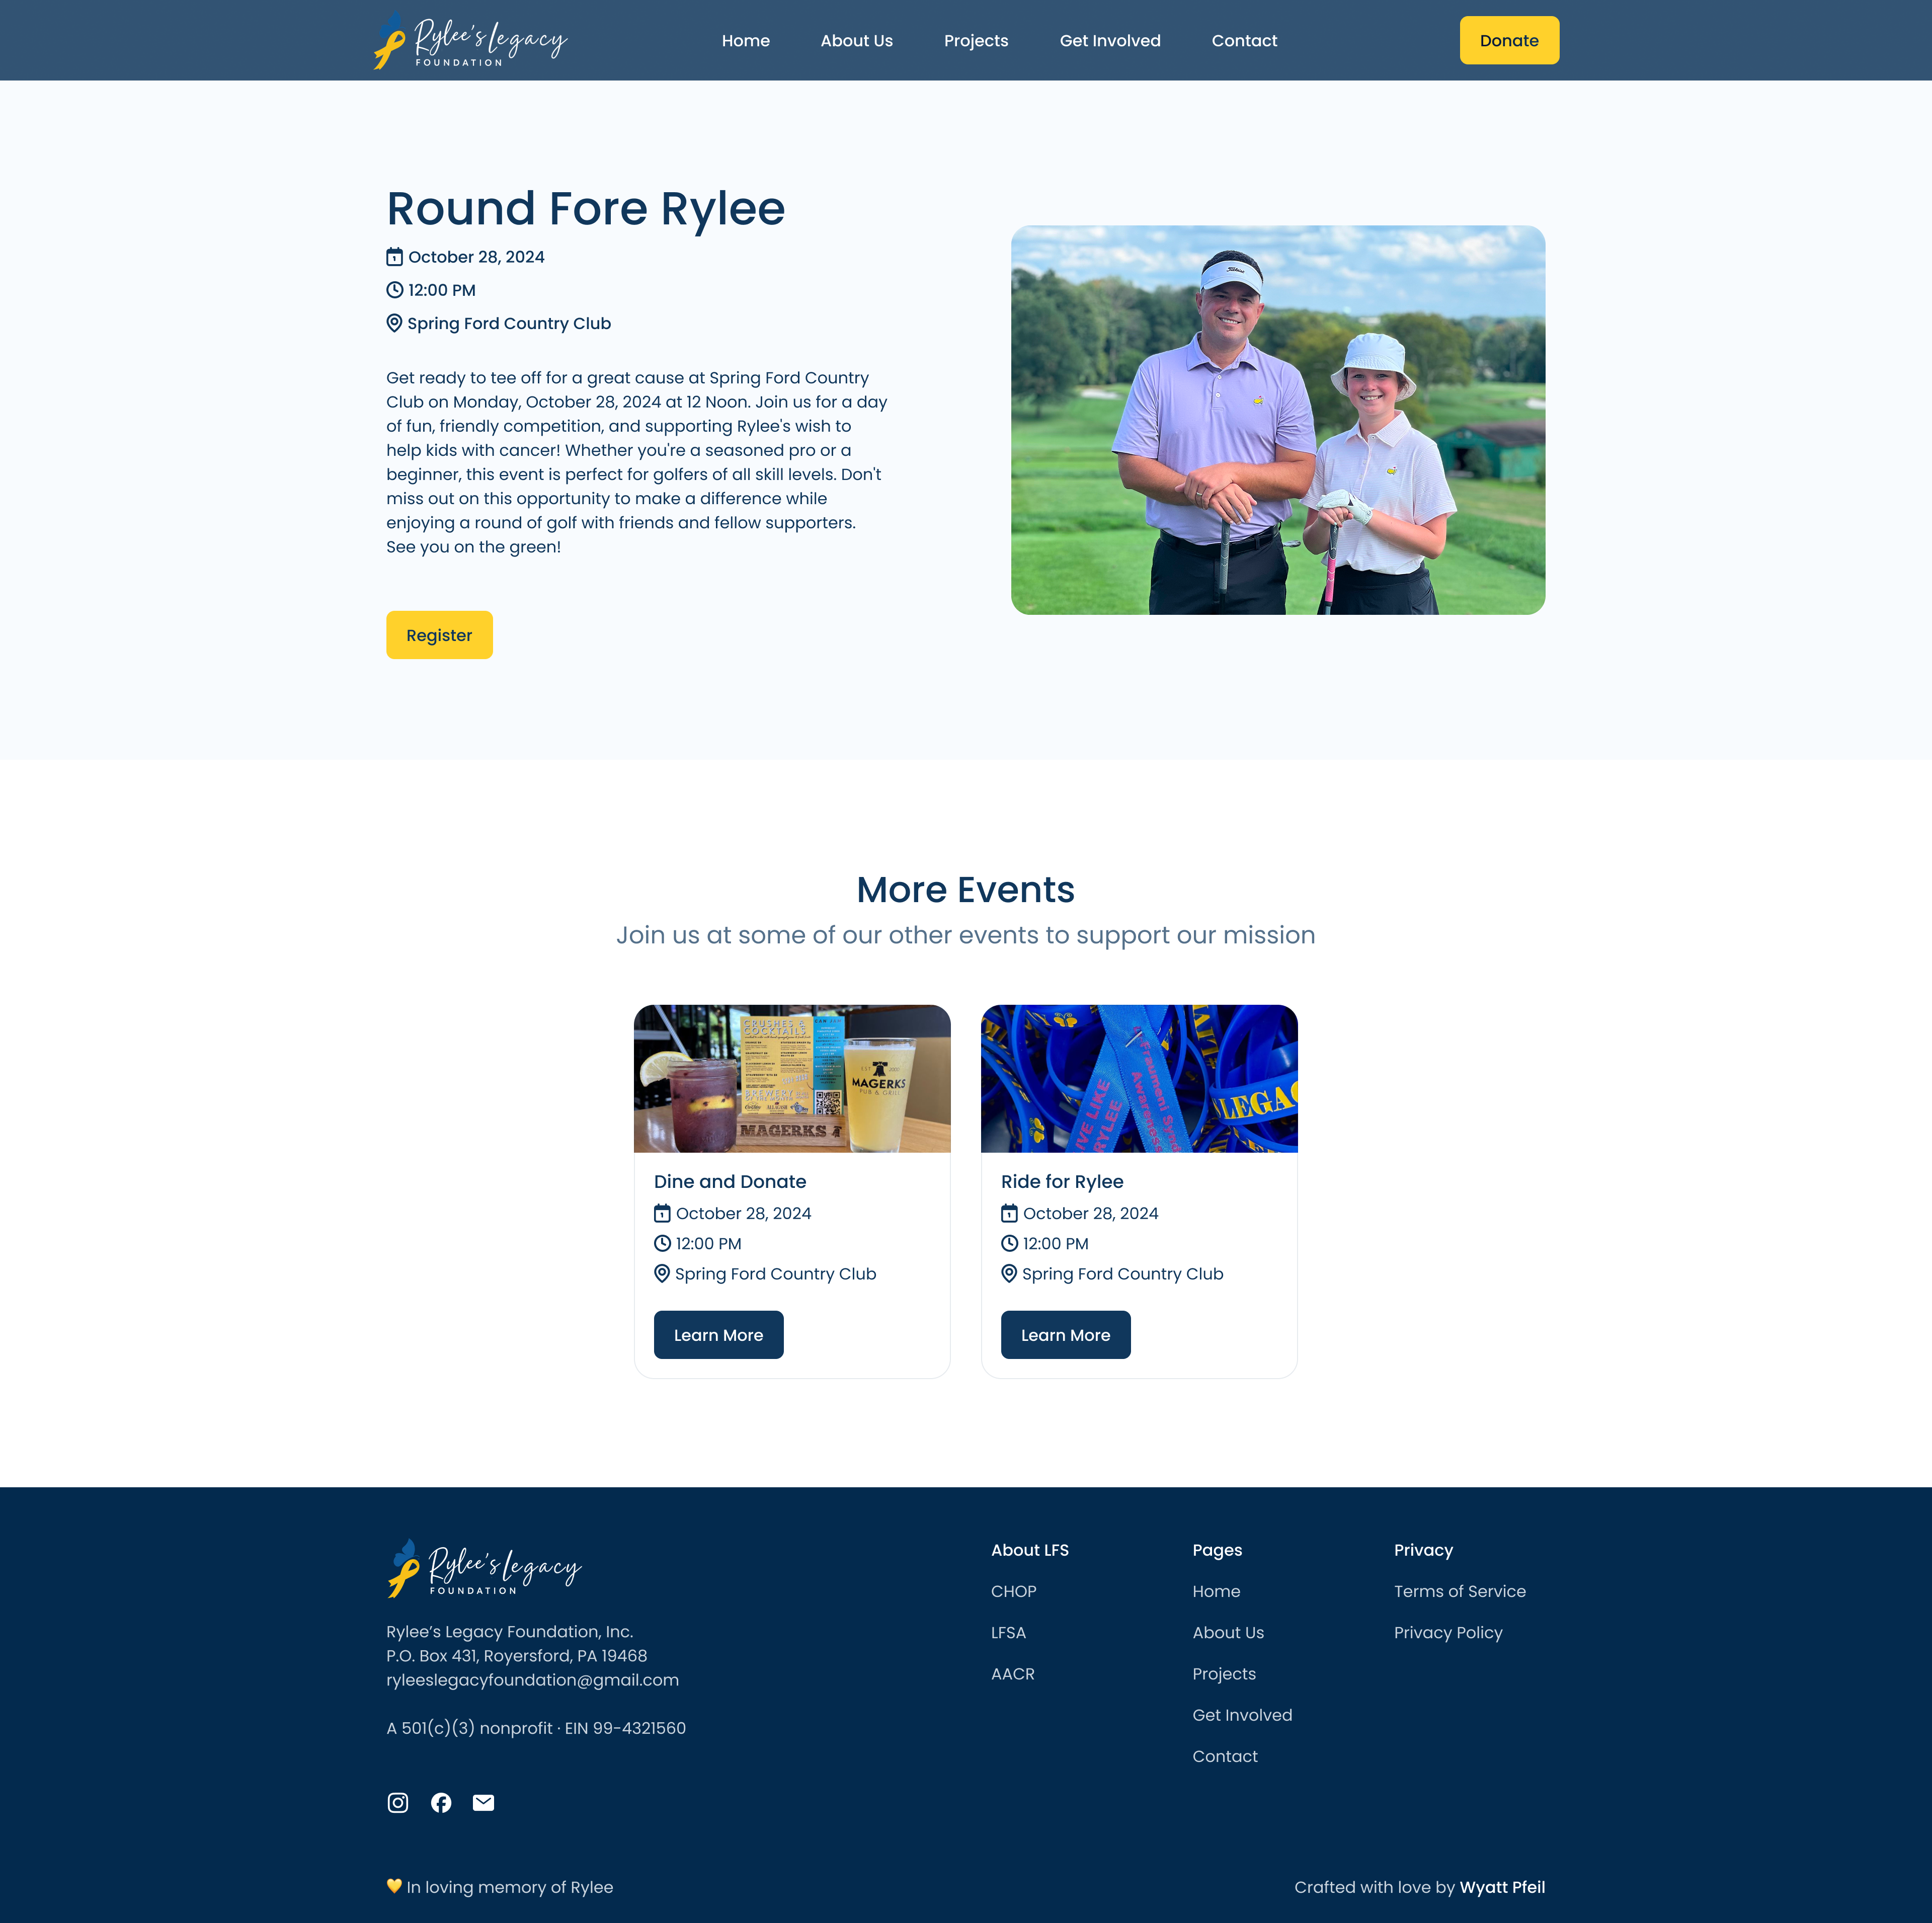 Rylee's Legacy
FOUNDATION
Home
About Us
Projects
Get Involved
Contact
Donate
Round Fore Rylee
October 28, 2024
12:00 PM
Spring Ford Country Club
Get ready to tee off for a great cause at Spring Ford Country
Club on Monday, October 28, 2024 at 12 Noon. Join us for a day
of fun, friendly competition, and supporting Rylee's wish to
help kids with cancer! Whether you're a seasoned pro or a
beginner, this event is perfect for golfers of all skill levels. Don't
miss out on this opportunity to make a difference while
enjoying a round of golf with friends and fellow supporters.
See you on the green!
Register
More Events
Join us at some of our other events to support our mission
CRUSHES &
COCKTAILS
BREWERY
MAGERKS
MAGERKS
PUB & GRILL
IVE LIKE
RYLEE
Fraumeni Synd
Awareness
LEGAC
Dine and Donate
October 28, 2024
12:00 PM
Spring Ford Country Club
Learn More
Ride for Rylee
October 28, 2024
12:00 PM
Spring Ford Country Club
Learn More
Rylee's Legacy
FOUNDATION
Rylee’s Legacy Foundation, Inc.
P.O. Box 431, Royersford, PA 19468
ryleeslegacyfoundation@gmail.com
A 501(c)(3) nonprofit · EIN 99-4321560
About LFS
CHOP
LFSA
AACR
Pages
Home
About Us
Projects
Get Involved
Contact
Privacy
Terms of Service
Privacy Policy
💛 In loving memory of Rylee
Crafted with love by Wyatt Pfeil